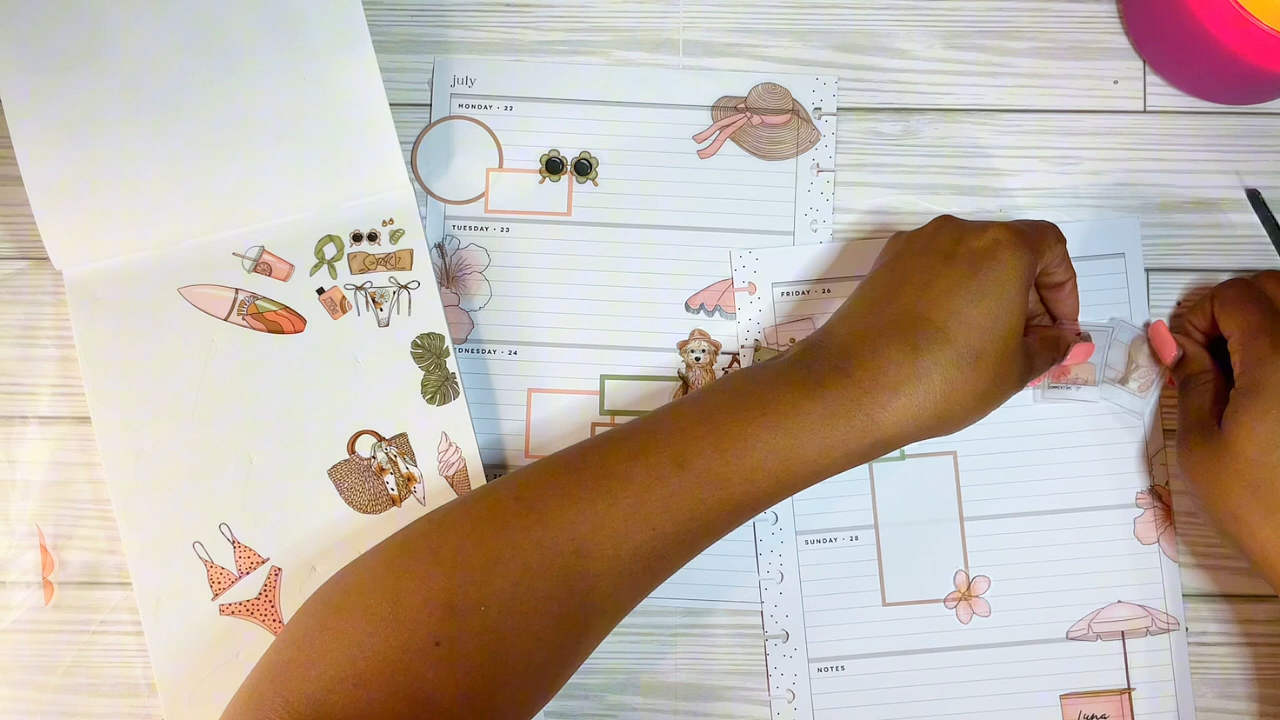 july
MONDAY • 22
TUESDAY • 23
WEDNESDAY • 24
FRIDAY • 26
SUNDAY • 28
NOTES
luna